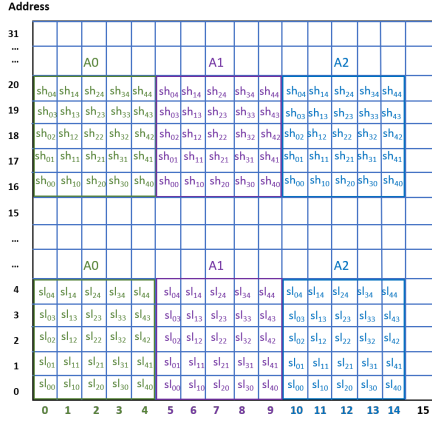 Address
31
...
... A0 A1 A2
20 sh04 sh14 sh24 sh34 sh44 sh04 sh14 sh24 sh34 sh44 sh04 sh14 sh24 sh34 sh44
19 sh03 sh13 sh23 sh33 sh43 sh03 sh13 sh23 sh33 sh43 sh03 sh13 sh23 sh33 sh43
18 sh02 sh12 sh22 sh32 sh42 sh02 sh12 sh22 sh32 sh42 sh02 sh12 sh22 sh32 sh42
17 sh01 sh11 sh21 sh31 sh41 sh01 sh11 sh21 sh31 sh41 sh01 sh11 sh21 sh31 sh41
16 sh00 sh10 sh20 sh30 sh40 sh00 sh10 sh20 sh30 sh40 sh00 sh10 sh20 sh30 sh40
15
...
... A0 A1 A2
4 sl04 sl14 sl24 sl34 sl44 sl04 sl14 sl24 sl34 sl44 sl04 sl14 sl24 sl34 sl44
3 sl03 sl13 sl23 sl33 sl43 sl03 sl13 sl23 sl33 sl43 sl03 sl13 sl23 sl33 sl43
2 sl02 sl12 sl22 sl32 sl42 sl02 sl12 sl22 sl32 sl42 sl02 sl12 sl22 sl32 sl42
1 sl01 sl11 sl21 sl31 sl41 sl01 sl11 sl21 sl31 sl41 sl01 sl11 sl21 sl31 sl41
0 sl00 sl10 sl20 sl30 sl40 sl00 sl10 sl20 sl30 sl40 sl00 sl10 sl20 sl30 sl40
0 1 2 3 4 5 6 7 8 9 10 11 12 13 14 15